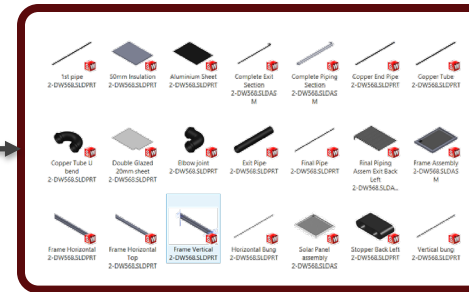 1st pipe
2-DW568.SLDPRT
50mm Insulation
2-DW568.SLDPRT
Aluminium Sheet
2-DW568.SLDPRT
Complete Exit
Section
2-DW568.SLDAS
M
Complete Piping
Section
2-DW568.SLDAS
M
Copper End Pipe
2-DW568.SLDPRT
Copper Tube
2-DW568.SLDPRT
Copper Tube U
bend
2-DW568.SLDPRT
Double Glazed
20mm sheet
2-DW568.SLDPRT
Elbow joint
2-DW568.SLDPRT
Exit Pipe
2-DW568.SLDPRT
Final Pipe
2-DW568.SLDPRT
Final Piping
Assem Exit Back
Left
2-DW568.SLDA...
Frame Assembly
2-DW568.SLDAS
M
Frame Horizontal
2-DW568.SLDPRT
Frame Horizontal
Top
2-DW568.SLDPRT
Frame Vertical
2-DW568.SLDPRT
Horizontal Bung
2-DW568.SLDPRT
Solar Panel
assembly
2-DW568.SLDAS
Stopper Back Left
2-DW568.SLDPRT
Vertical bung
2-DW568.SLDPRT